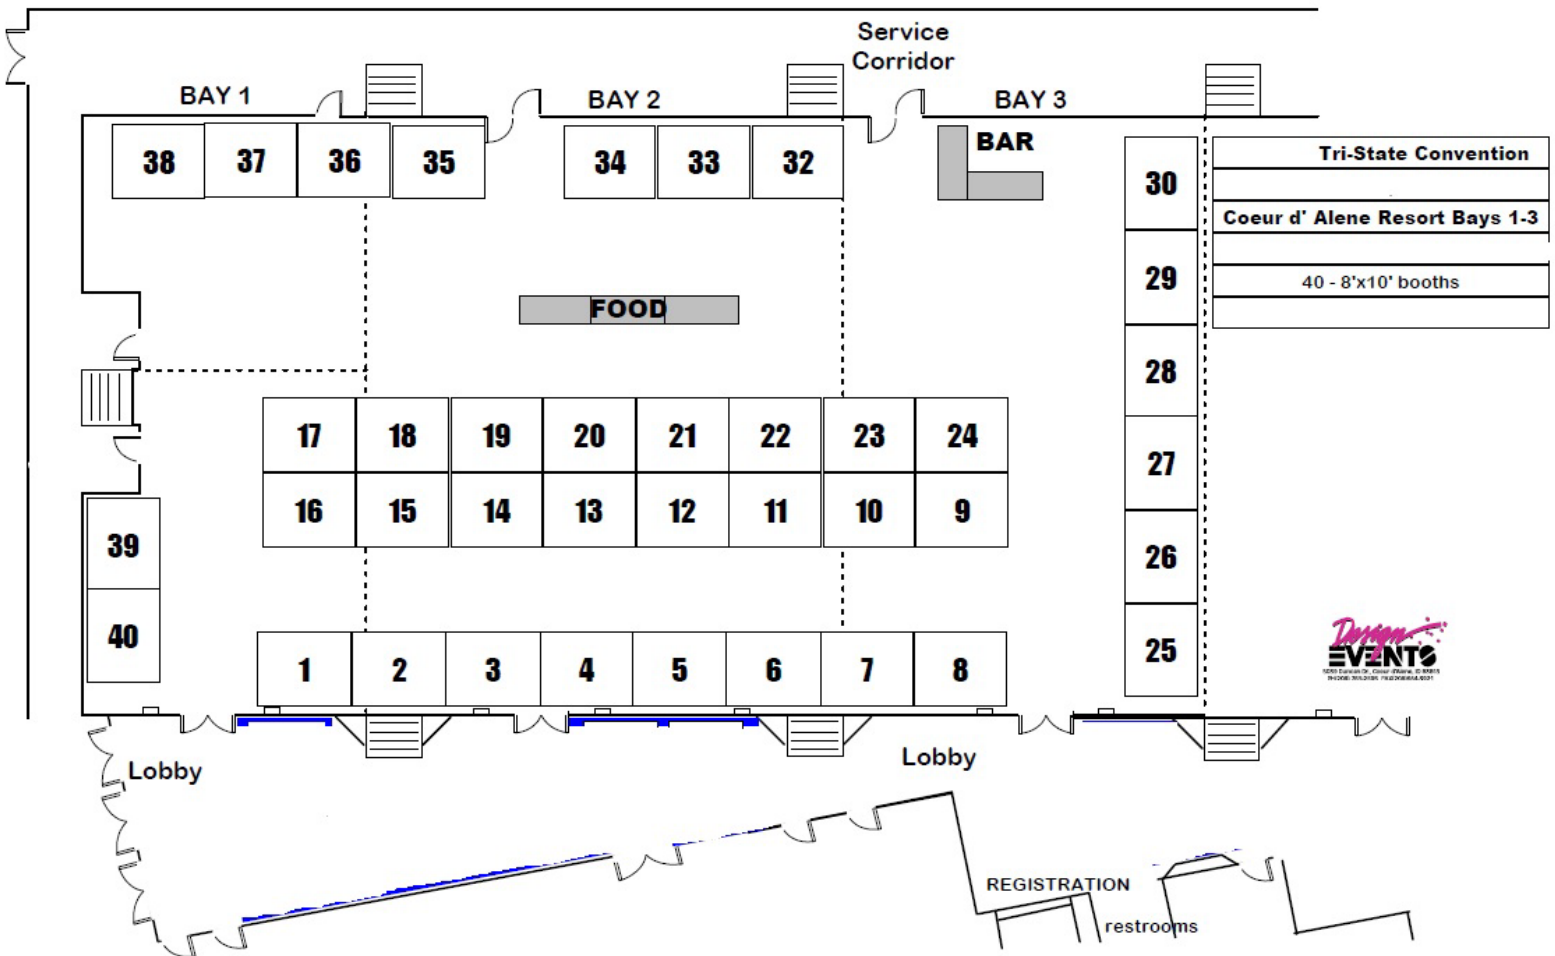 Service
Corridor
BAY 1
BAY 2
BAY 3
38 37 36 35 34 33 32
BAR
30
Tri-State Convention
Coeur d' Alene Resort Bays 1-3
40 - 8'x10' booths
29
FOOD
28
17 18 19 20 21 22 23 24
27
16 15 14 13 12 11 10 9
39
26
40
25
1 2 3 4 5 6 7 8
Design
EVENTS
Lobby
Lobby
REGISTRATION
restrooms